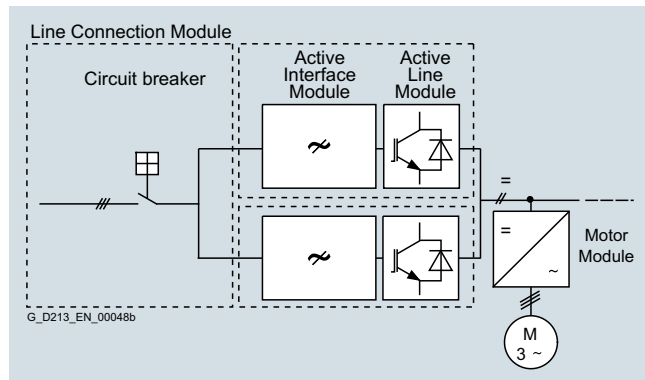 Line Connection Module
Circuit breaker
Active
Interface
Module
Active
Line
Module
=
=
~
Motor
Module
M
3 ~
G_D213_EN_00048b